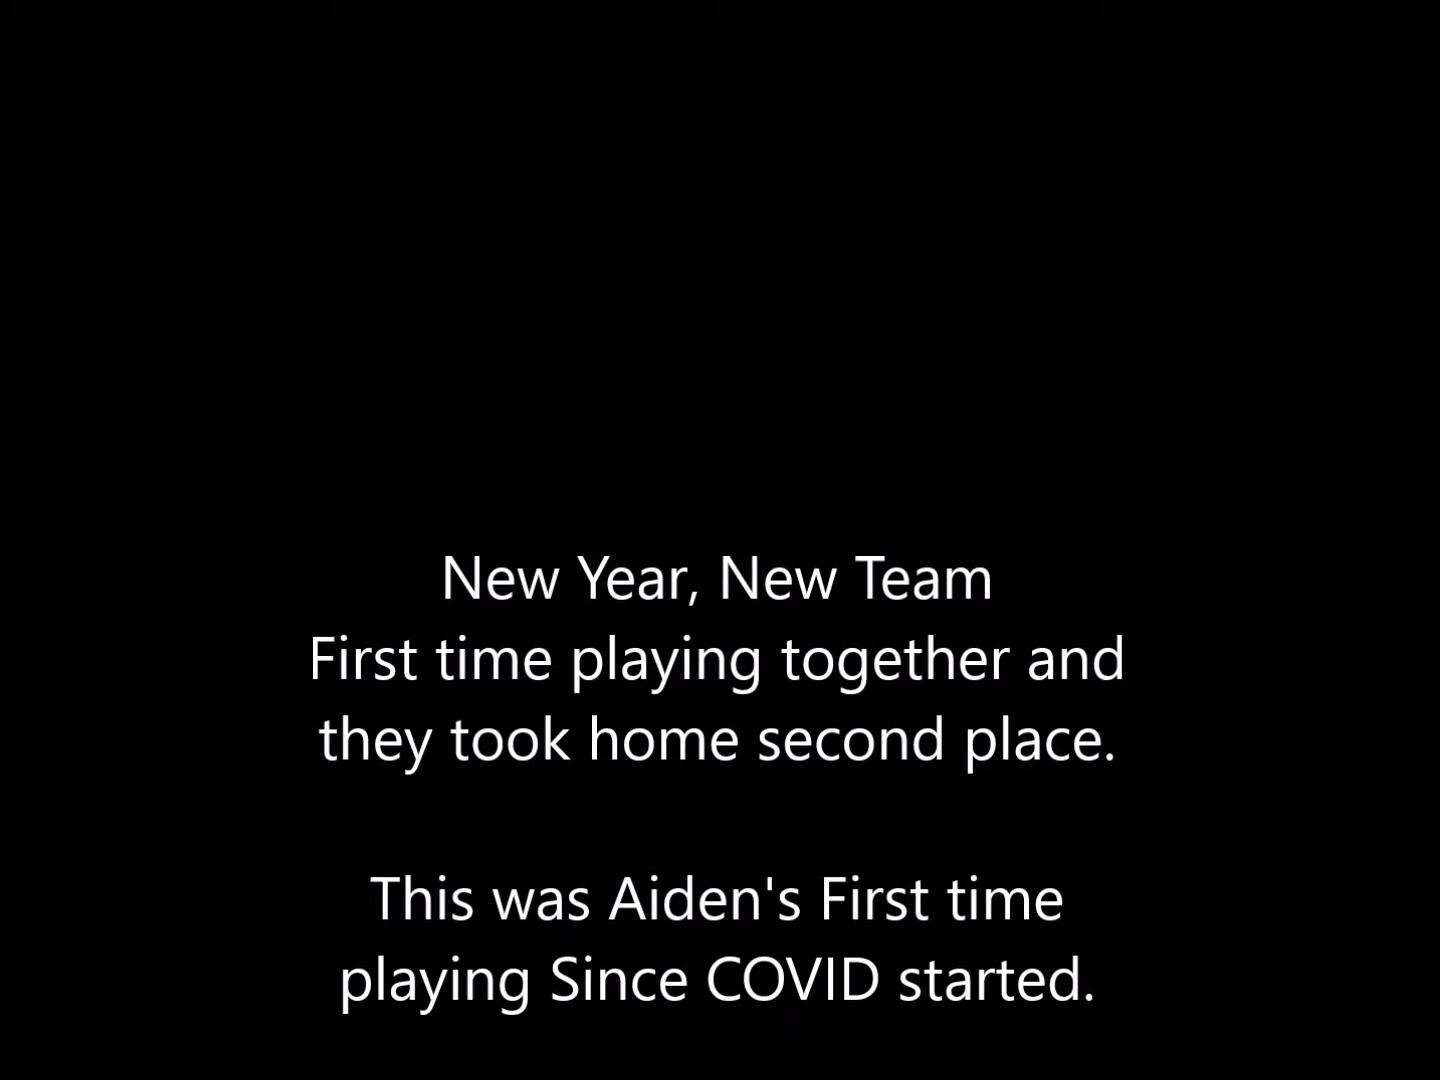 New Year, New Team
First time playing together and
they took home second place.
This was Aiden's First time
playing Since COVID started.